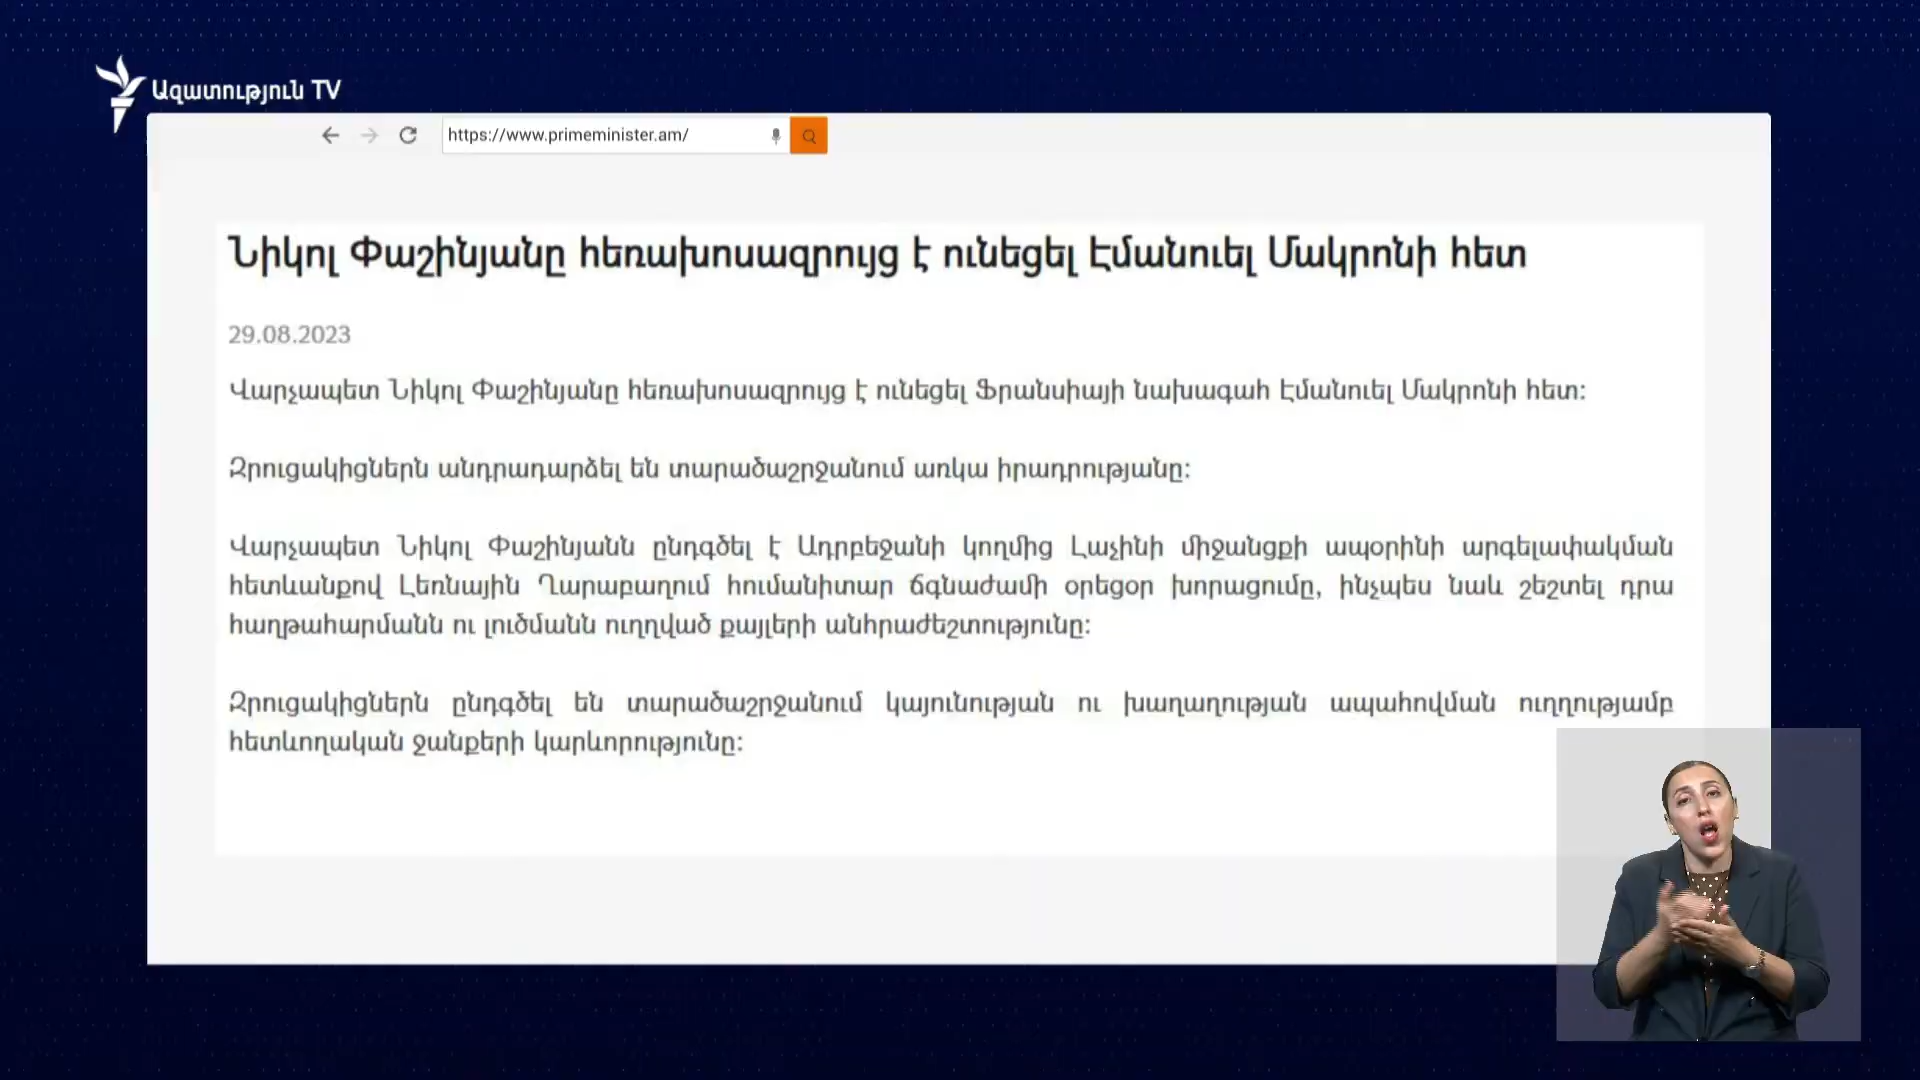 Ազատություն TV
https://www.primeminister.am/
Նիկոլ Փաշինյանը հեռախոսազրույց է ունեցել Էմանուել Մակրոնի հետ
29.08.2023
Վարչապետ Նիկոլ Փաշինյանը հեռախոսազրույց է ունեցել Ֆրանսիայի նախագահ Էմանուել Մակրոնի հետ։
Զրուցակիցներն անդրադարձել են տարածաշրջանում առկա իրադրությանը։
Վարչապետ Նիկոլ Փաշինյանն ընդգծել է Ադրբեջանի կողմից Լաչինի միջանցքի ապօրինի արգելափակման
հետևանքով Լեռնային Ղարաբաղում հումանիտար ճգնաժամի օրեցօր խորացումը, ինչպես նաև շեշտել դրա
հաղթահարմանն ու լուծմանն ուղղված քայլերի անհրաժեշտությունը։
Զրուցակիցներն ընդգծել են տարածաշրջանում կայունության ու խաղաղության ապահովման ուղղությամբ
հետևողական ջանքերի կարևորությունը։